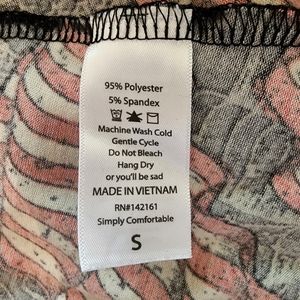 95% Polyester
5% Spandex
Machine Wash Cold
Gentle Cycle
Do Not Bleach
Hang Dry
or you'll be sad
MADE IN VIETNAM
RN#142161
Simply Comfortable
S